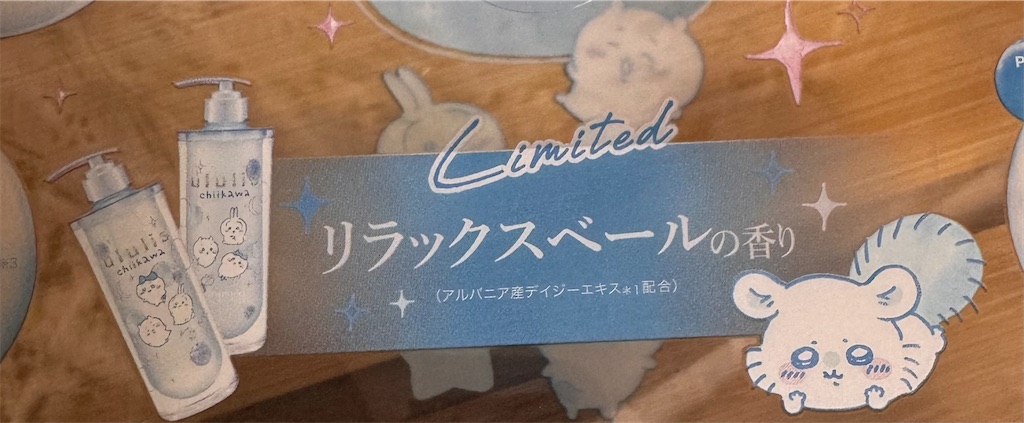 Limited
リラックスベールの香り
(アルバニア産デイジーエキス*1配合)
ululis
chiikawa
ululis
chiikawa
*3
P